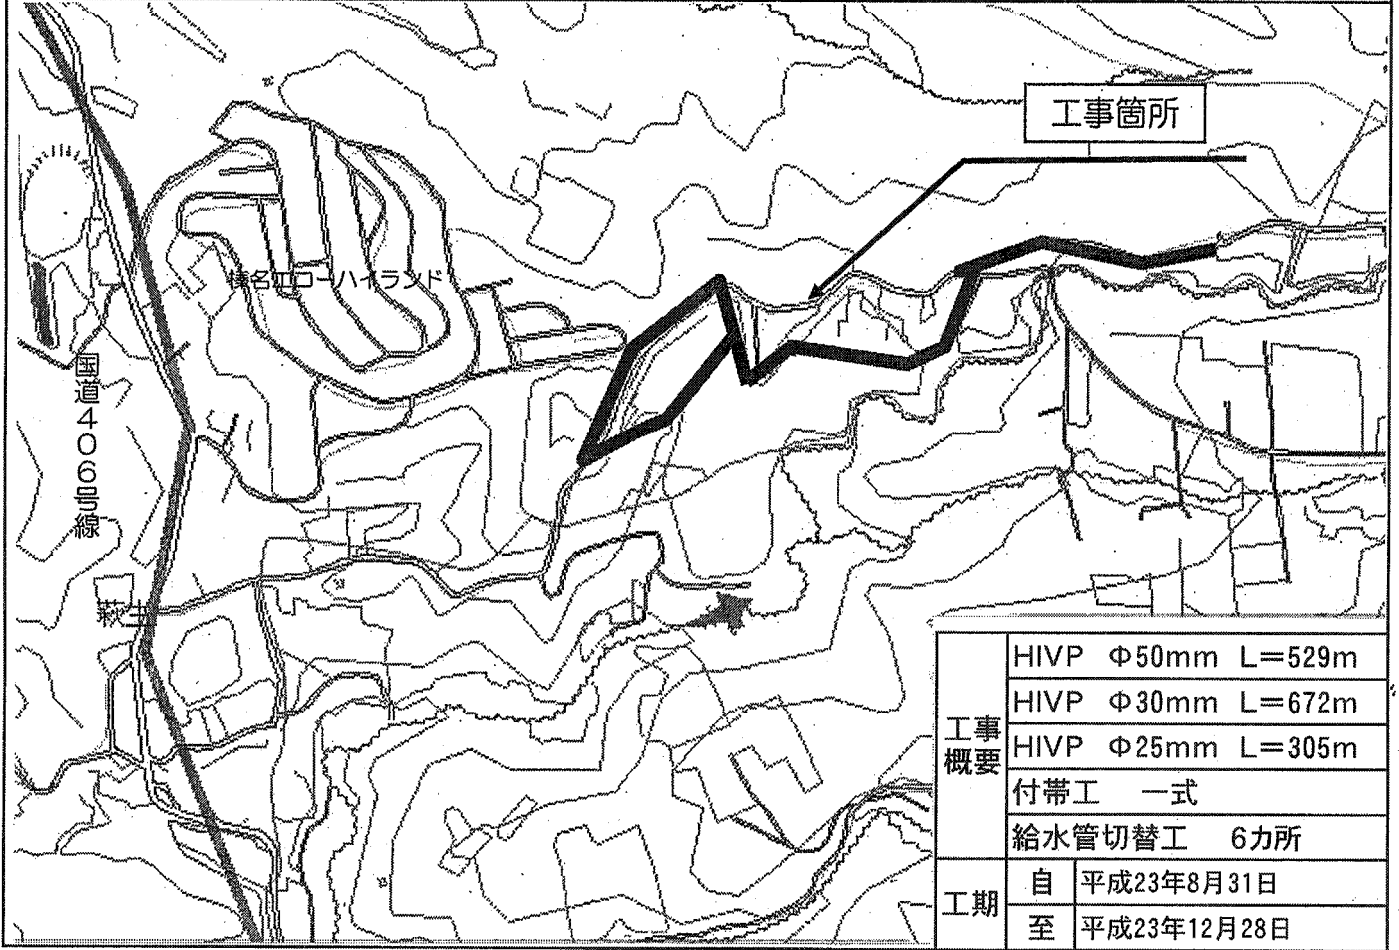 工事箇所
榛名エコーハイランド
国道406号線
萩生
工事概要
HIVP Φ50mm L=529m
HIVP Φ30mm L=672m
HIVP Φ25mm L=305m
付帯工 一式
給水管切替工 6カ所
工期
自 平成23年8月31日
至 平成23年12月28日